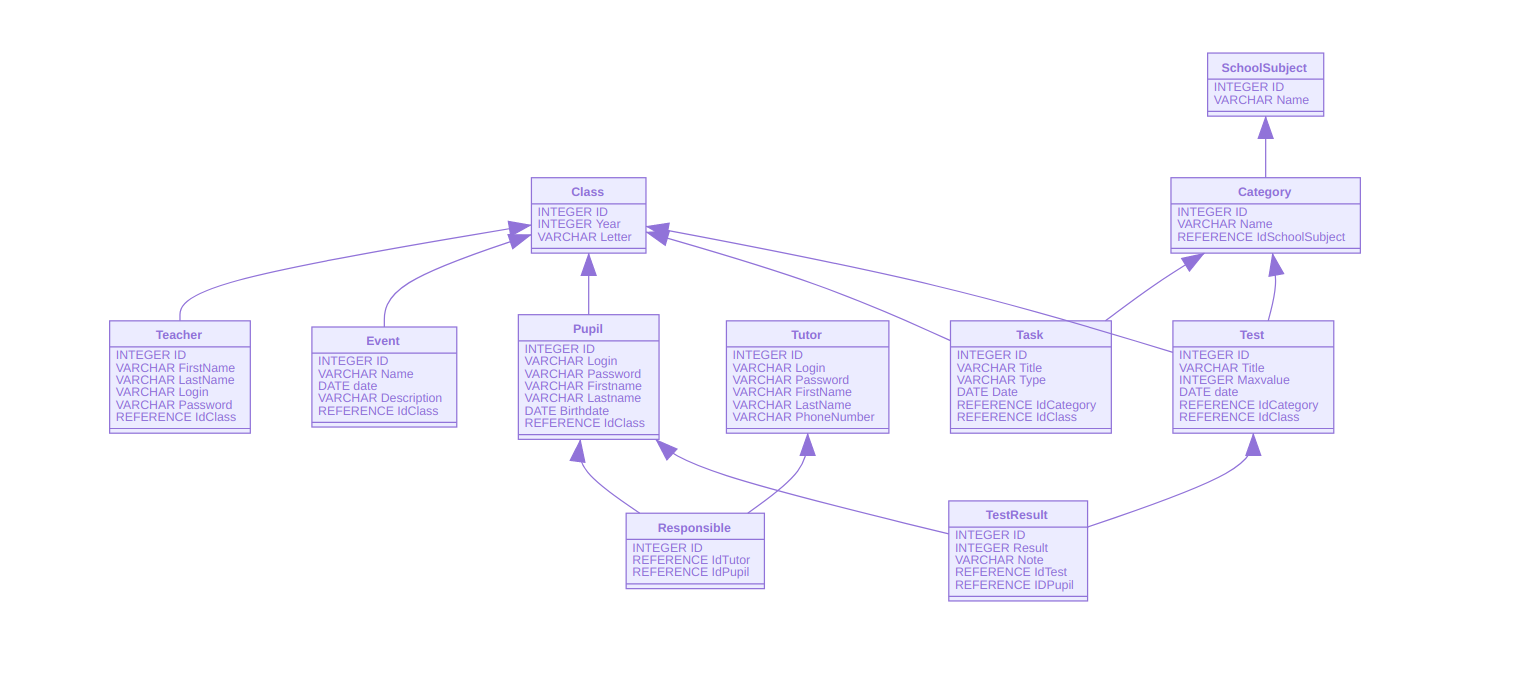 SchoolSubject
INTEGER ID
VARCHAR Name
Class
INTEGER ID
INTEGER Year
VARCHAR Letter
Category
INTEGER ID
VARCHAR Name
REFERENCE IdSchoolSubject
Teacher
INTEGER ID
VARCHAR FirstName
VARCHAR LastName
VARCHAR Login
VARCHAR Password
REFERENCE IdClass
Event
INTEGER ID
VARCHAR Name
DATE date
VARCHAR Description
REFERENCE IdClass
Pupil
INTEGER ID
VARCHAR Login
VARCHAR Password
VARCHAR Firstname
VARCHAR Lastname
DATE Birthdate
REFERENCE IdClass
Tutor
INTEGER ID
VARCHAR Login
VARCHAR Password
VARCHAR FirstName
VARCHAR LastName
VARCHAR PhoneNumber
Task
INTEGER ID
VARCHAR Title
VARCHAR Type
DATE Date
REFERENCE IdCategory
REFERENCE IdClass
Test
INTEGER ID
VARCHAR Title
INTEGER Maxvalue
DATE date
REFERENCE IdCategory
REFERENCE IdClass
Responsible
INTEGER ID
REFERENCE IdTutor
REFERENCE IdPupil
TestResult
INTEGER ID
INTEGER Result
VARCHAR Note
REFERENCE IdTest
REFERENCE IDPupil